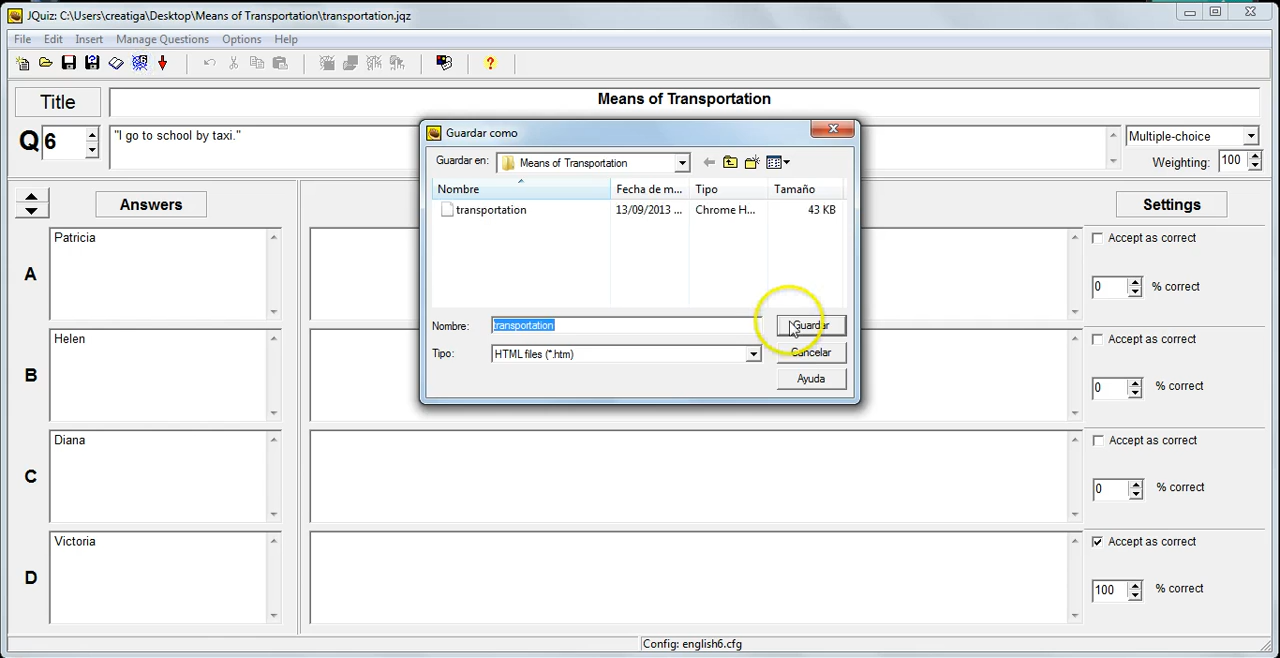 JQuiz: C:\Users\creatiga\Desktop\Means of Transportation\transportation.jqz
File Edit Insert Manage Questions Options Help
Title
Means of Transportation
Q 6
"I go to school by taxi."
Multiple-choice
Weighting: 100
Answers
Settings
A
Patricia
Accept as correct
0 % correct
B
Helen
Accept as correct
0 % correct
C
Diana
Accept as correct
0 % correct
D
Victoria
Accept as correct
100 % correct
Guardar como
Guardar en: Means of Transportation
Nombre Fecha de m... Tipo Tamaño
transportation 13/09/2013 ... Chrome H... 43 KB
Nombre: transportation Guardar
Tipo: HTML files (*.htm) Cancelar
Ayuda
Config: english6.cfg